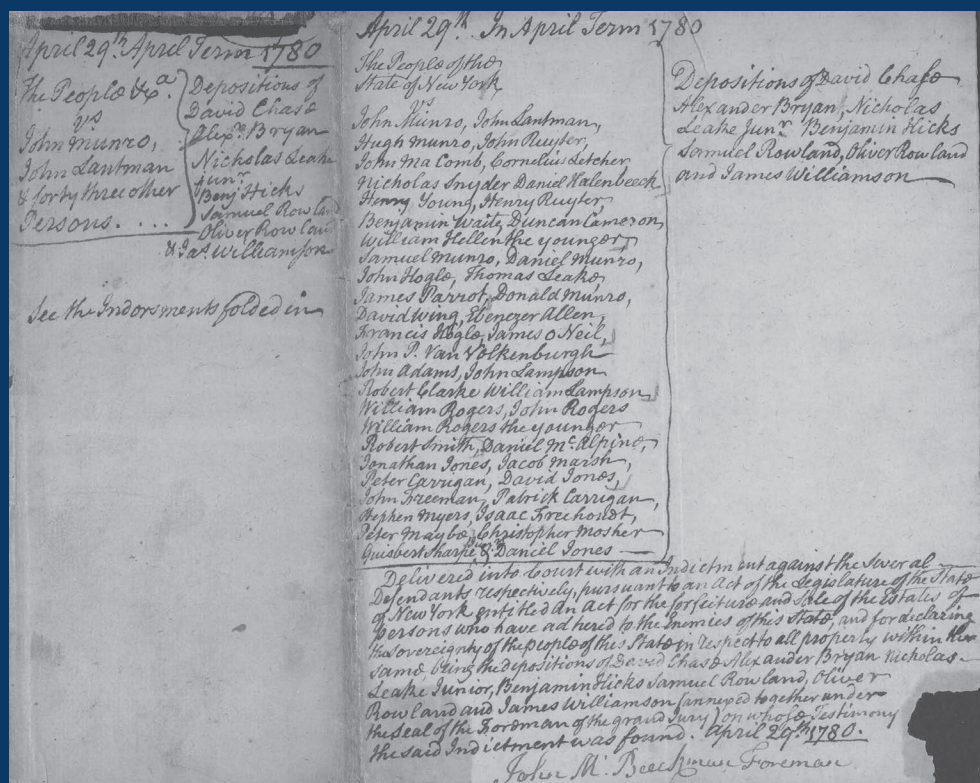 April 29th. April Term 1780
The People &ca.
vs
John Munro,
John Lantman
& forty three other
Persons. . . . .
Depositions of
David Chase
Alexr. Bryan
Nicholas Leake
junr.
Benj Hicks
Samuel Rowland
Oliver Rowland
& Jas. Williamson
See the Indorsments folded in
April 29th. In April Term 1780
The People of the
State of New York
vs
John Munro, John Lantman,
Hugh Munro, John Ruyter,
John Ma Comb, Cornelius Letcher
Nicholas Snyder Daniel Halenbeeck
Henry Young, Henry Ruyter
Benjamin Waite, Duncan Cameron
William Hellen the younger,
Samuel Munro, Daniel Munro,
John Hogle, Thomas Leake,
James Parrot, Donald Munro,
David Wing, Ebenezer Allen,
Francis Hogle, James O Neil,
John P. Van Volkenburgh
John Adams, John Lampson
Robert Clarke William Lampson,
William Rogers, John Rogers
William Rogers the younger
Robert Smith, Daniel Mc. Alpine,
Jonathan Jones, Jacob Marsh,
Peter Carrigan, David Jones,
John Freeman, Patrick Carrigan,
Stephen Myers, Isaac
Peter Maybe, Christopher Mosher
Guisbert Sharpe & Daniel Jones —
Depositions of David Chase
Alexander Bryan, Nicholas
Leake Junr. Benjamin Hicks
Samuel Rowland, Oliver Rowland
and James Williamson —
Delivered into Court with an Indictment against the several
Defendants respectively, pursuant to an Act of the Legislature of the State
of New York entitled an Act for the forfeiture and Sale of the Estates of
persons who have adhered to the Enemies of this State, and for declaring
the sovereignty of the people of this State in respect to all property within the
same being the depositions of David Chase Alexander Bryan Nicholas
Leake Junior, Benjamin Hicks Samuel Rowland, Oliver
Rowland and James Williamson (annexed together under
the seal of the Foreman of the grand Jury) on whose Testimony
the said Indictment was found. April 29th. 1780.
John M. Beeckman Foreman